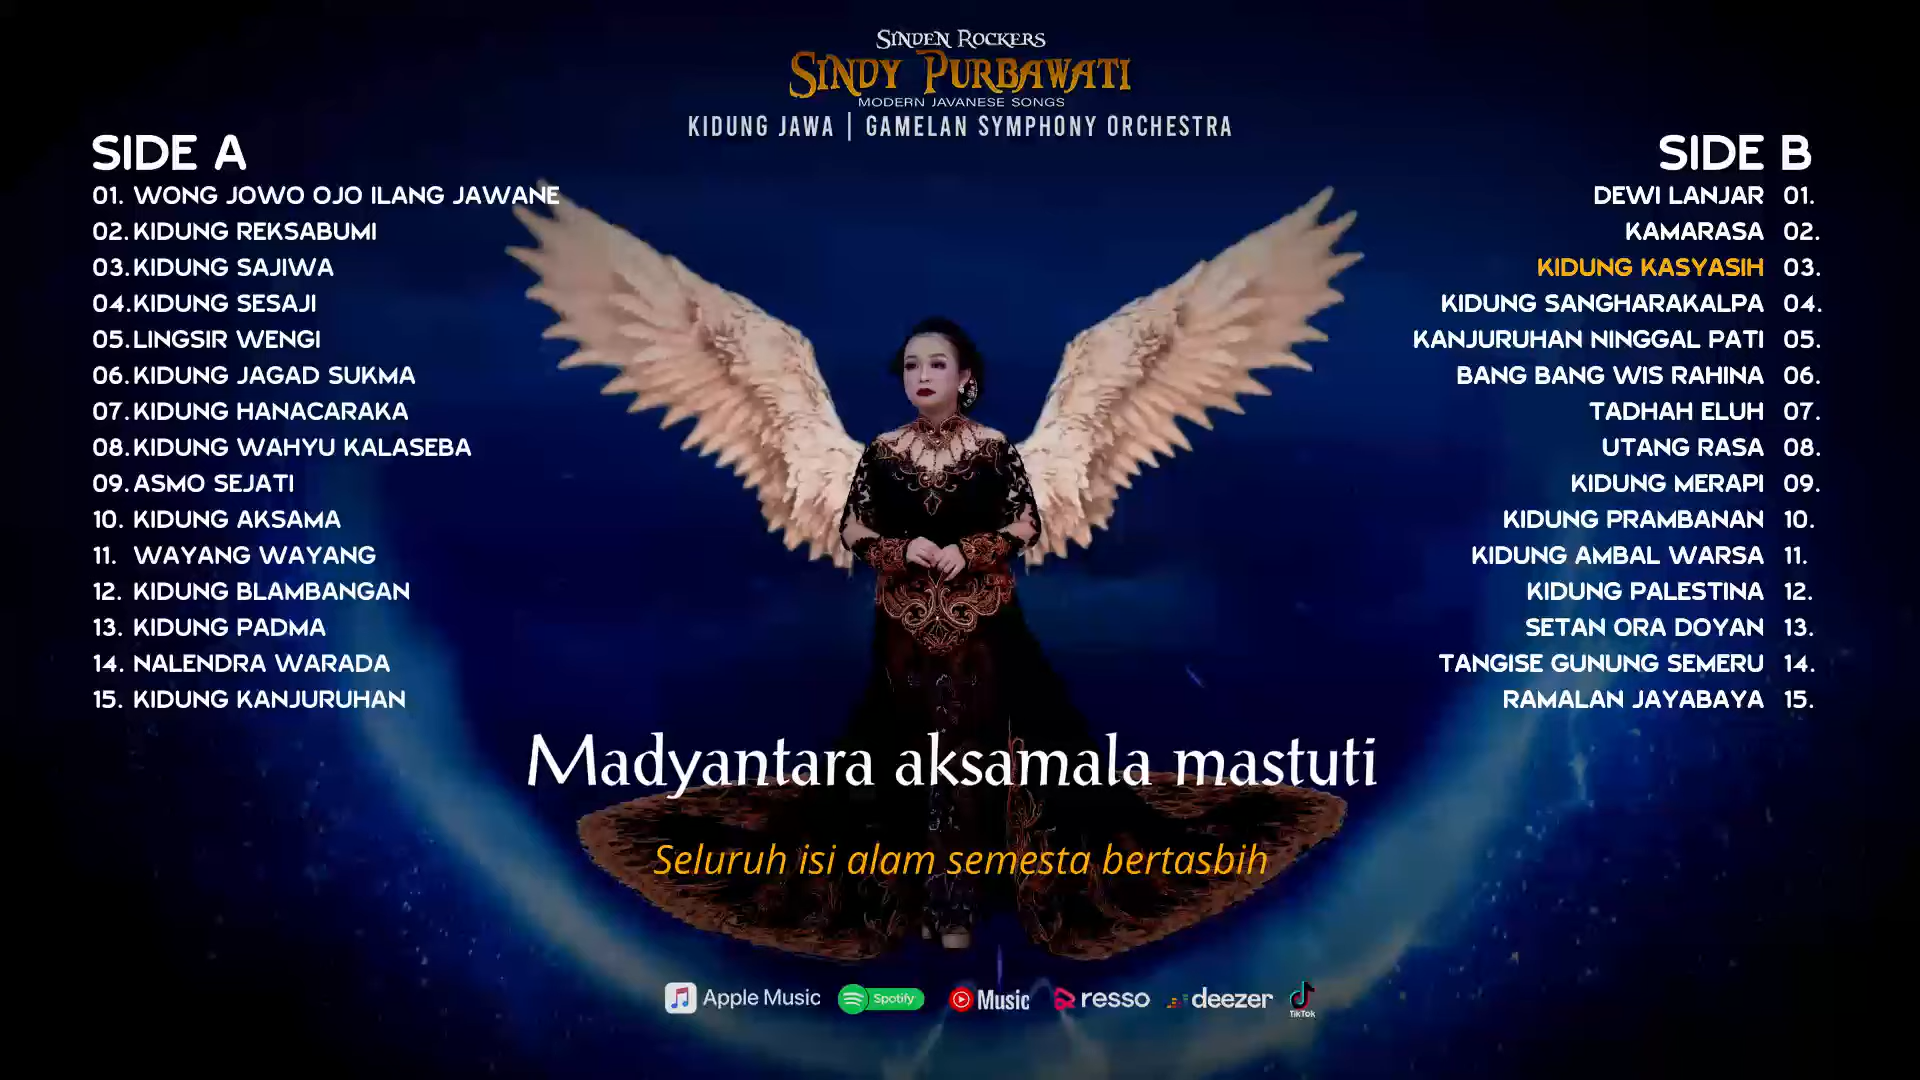 SINDEN ROCKERS
SINDY PURBAWATI
MODERN JAVANESE SONGS
KIDUNG JAWA | GAMELAN SYMPHONY ORCHESTRA
SIDE A
01. WONG JOWO OJO ILANG JAWANE
02. KIDUNG REKSABUMI
03. KIDUNG SAJIWA
04. KIDUNG SESAJI
05. LINGSIR WENGI
06. KIDUNG JAGAD SUKMA
07. KIDUNG HANACARAKA
08. KIDUNG WAHYU KALASEBA
09. ASMO SEJATI
10. KIDUNG AKSAMA
11. WAYANG WAYANG
12. KIDUNG BLAMBANGAN
13. KIDUNG PADMA
14. NALENDRA WARADA
15. KIDUNG KANJURUHAN
SIDE B
DEWI LANJAR 01.
KAMARASA 02.
KIDUNG KASYASIH 03.
KIDUNG SANGHARAKALPA 04.
KANJURUHAN NINGGAL PATI 05.
BANG BANG WIS RAHINA 06.
TADHAH ELUH 07.
UTANG RASA 08.
KIDUNG MERAPI 09.
KIDUNG PRAMBANAN 10.
KIDUNG AMBAL WARSA 11.
KIDUNG PALESTINA 12.
SETAN ORA DOYAN 13.
TANGISE GUNUNG SEMERU 14.
RAMALAN JAYABAYA 15.
Madyantara aksamala mastuti
Seluruh isi alam semesta bertasbih
Apple Music Spotify Music resso deezer TikTok